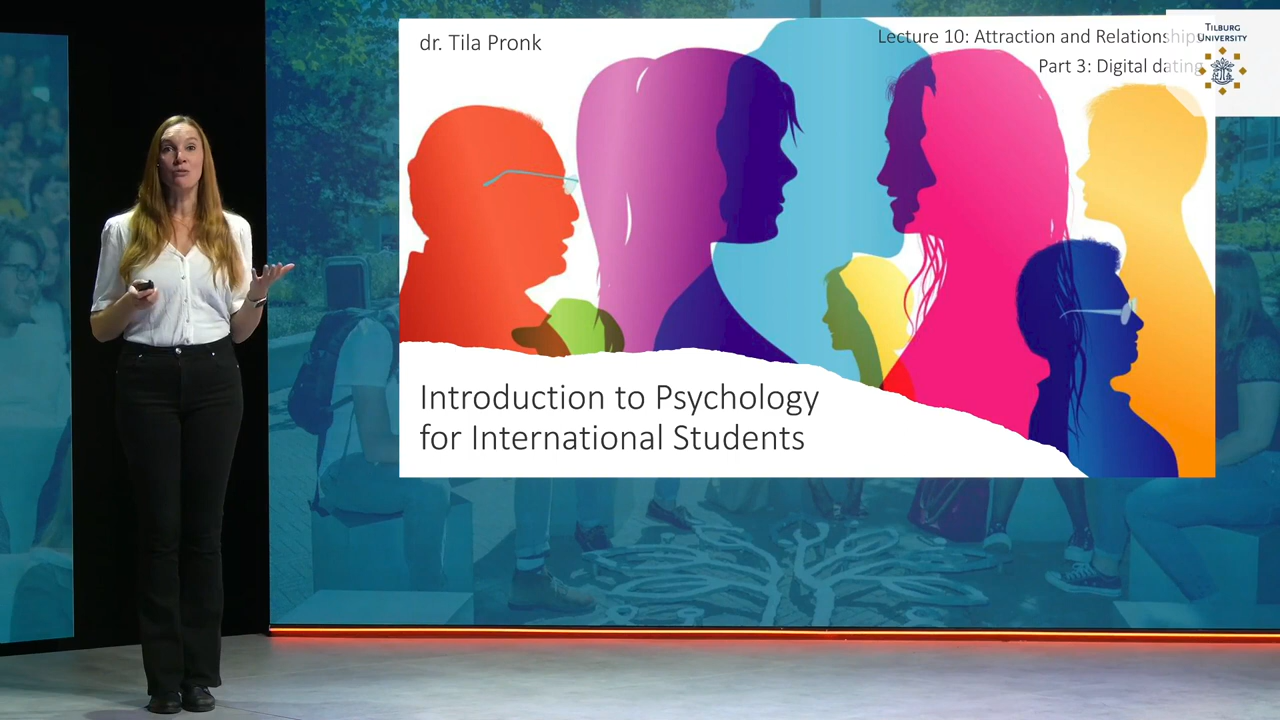 dr. Tila Pronk
Lecture 10: Attraction and Relationships
Part 3: Digital dating
TILBURG
UNIVERSITY
Introduction to Psychology
for International Students